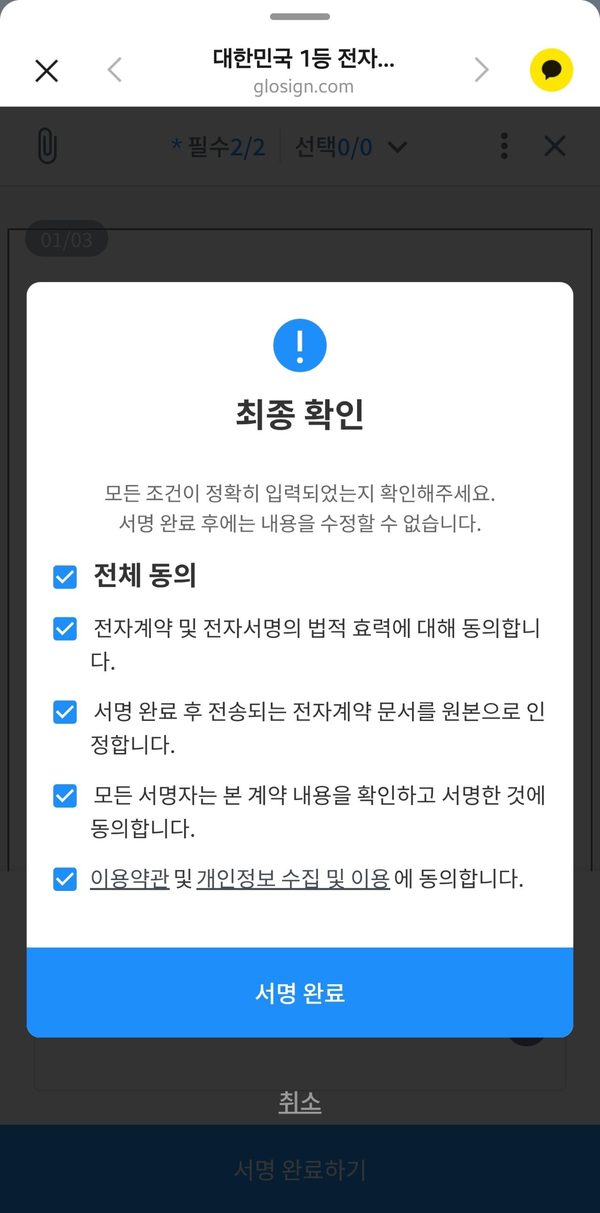 대한민국 1등 전자...
glosign.com
* 필수2/2 선택0/0
01/03
최종 확인
모든 조건이 정확히 입력되었는지 확인해주세요.
서명 완료 후에는 내용을 수정할 수 없습니다.
전체 동의
전자계약 및 전자서명의 법적 효력에 대해 동의합니
다.
서명 완료 후 전송되는 전자계약 문서를 원본으로 인
정합니다.
모든 서명자는 본 계약 내용을 확인하고 서명한 것에
동의합니다.
이용약관 및 개인정보 수집 및 이용에 동의합니다.
서명 완료
취소
서명 완료하기